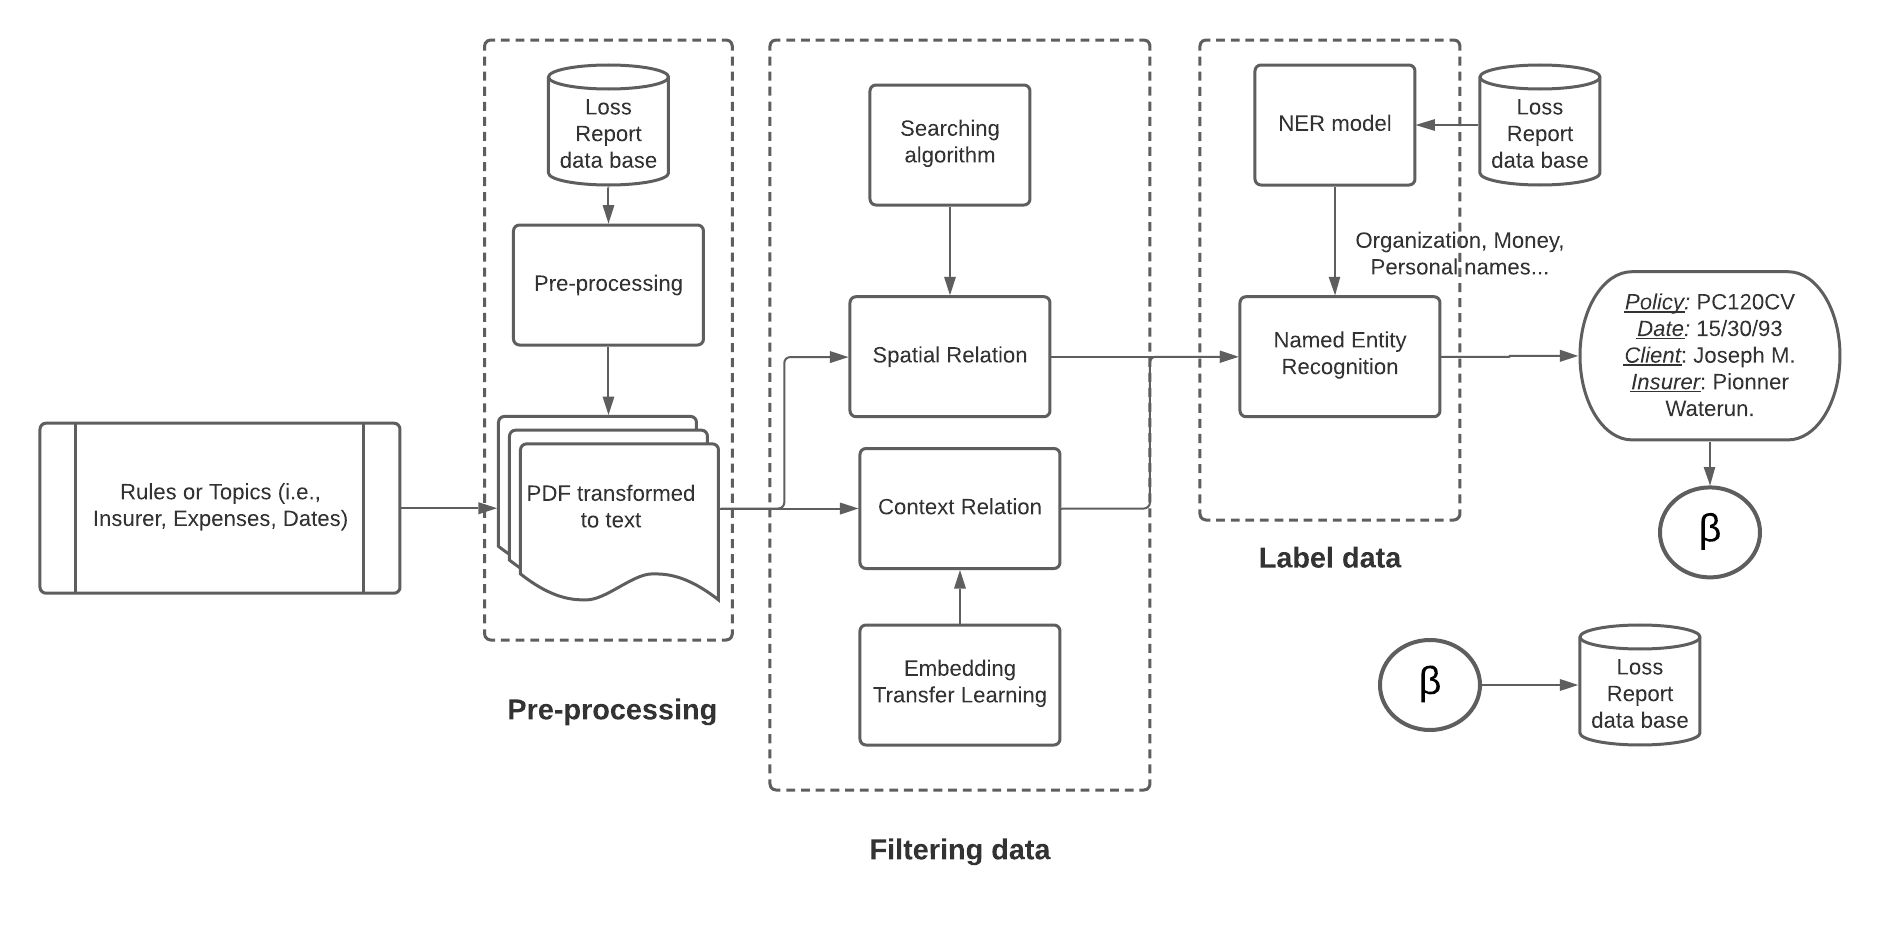 Rules or Topics (i.e.,
Insurer, Expenses, Dates)
Loss
Report
data base
Pre-processing
PDF transformed
to text
Pre-processing
Searching
algorithm
Spatial Relation
Context Relation
Embedding
Transfer Learning
Filtering data
NER model
Loss
Report
data base
Organization, Money,
Personal names...
Named Entity
Recognition
Label data
Policy: PC120CV
Date: 15/30/93
Client: Joseph M.
Insurer: Pionner
Waterun.
β
β
Loss
Report
data base